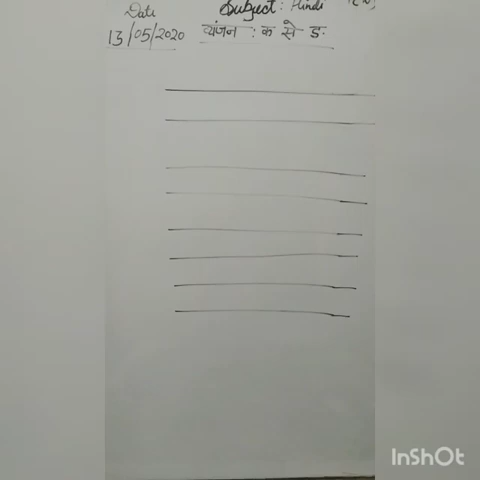 Date Subject: Hindi
13/05/2020 व्यंजन : क से ङ
InShOt